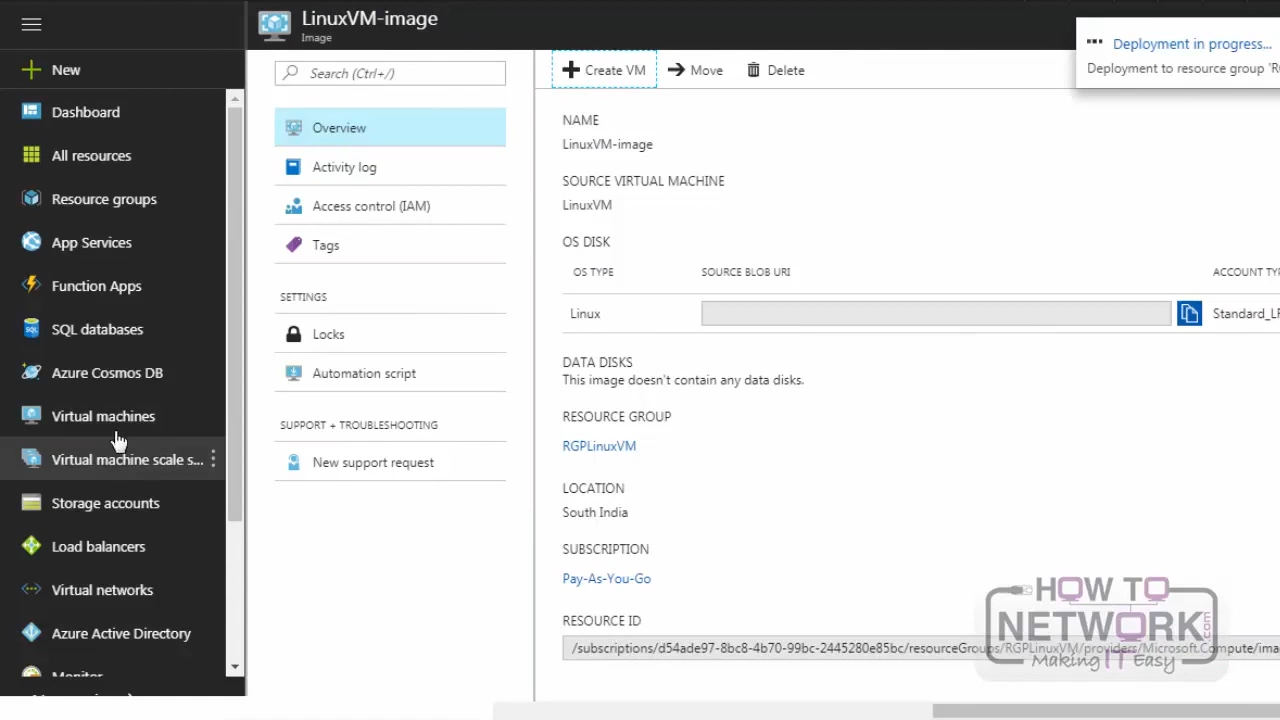 LinuxVM-image
Image
Deployment in progress...
Deployment to resource group
New
Dashboard
All resources
Resource groups
App Services
Function Apps
SQL databases
Azure Cosmos DB
Virtual machines
Virtual machine scale s...
Storage accounts
Load balancers
Virtual networks
Azure Active Directory
Monitor
Search (Ctrl+/)
Overview
Activity log
Access control (IAM)
Tags
SETTINGS
Locks
Automation script
SUPPORT + TROUBLESHOOTING
New support request
Create VM
Move
Delete
NAME
LinuxVM-image
SOURCE VIRTUAL MACHINE
LinuxVM
OS DISK
OS TYPE SOURCE BLOB URI ACCOUNT TYP
Linux Standard_LR
DATA DISKS
This image doesn't contain any data disks.
RESOURCE GROUP
RGPLinuxVM
LOCATION
South India
SUBSCRIPTION
Pay-As-You-Go
RESOURCE ID
/subscriptions/d54ade97-8bc8-4b70-99bc-2445280e85bc/resourceGroups/RGPLinuxVM/providers/Microsoft.Compute/ima
HOW TO
NETWORK.com
Making IT Easy